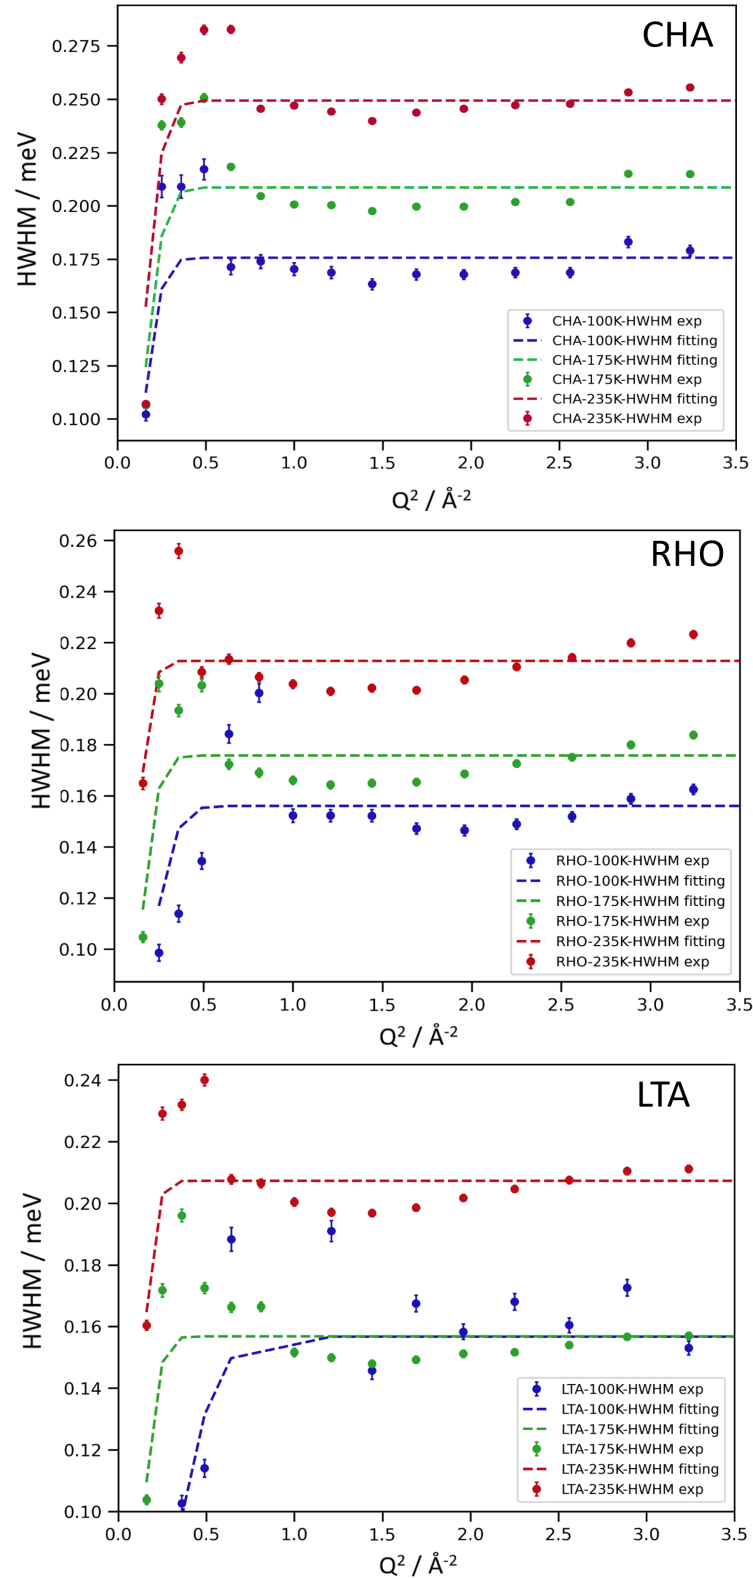 CHA
0.275
0.250
0.225
0.200
0.175
0.150
0.125
0.100
HWHM / meV
CHA-100K-HWHM exp
CHA-100K-HWHM fitting
CHA-175K-HWHM fitting
CHA-175K-HWHM exp
CHA-235K-HWHM fitting
CHA-235K-HWHM exp
0.0 0.5 1.0 1.5 2.0 2.5 3.0 3.5
Q² / Å⁻²
RHO
0.26
0.24
0.22
0.20
0.18
0.16
0.14
0.12
0.10
HWHM / meV
RHO-100K-HWHM exp
RHO-100K-HWHM fitting
RHO-175K-HWHM fitting
RHO-175K-HWHM exp
RHO-235K-HWHM fitting
RHO-235K-HWHM exp
0.0 0.5 1.0 1.5 2.0 2.5 3.0 3.5
Q² / Å⁻²
LTA
0.24
0.22
0.20
0.18
0.16
0.14
0.12
0.10
HWHM / meV
LTA-100K-HWHM exp
LTA-100K-HWHM fitting
LTA-175K-HWHM fitting
LTA-175K-HWHM exp
LTA-235K-HWHM fitting
LTA-235K-HWHM exp
0.0 0.5 1.0 1.5 2.0 2.5 3.0 3.5
Q² / Å⁻²